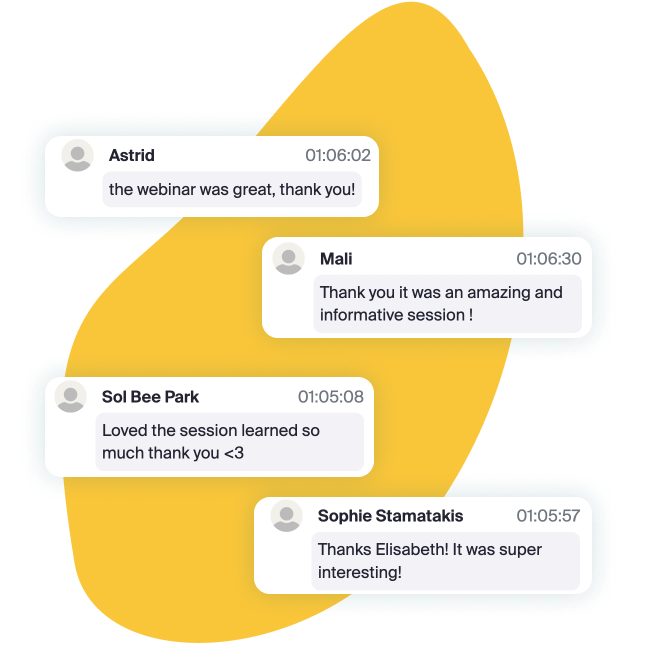 Astrid 01:06:02
the webinar was great, thank you!
Mali 01:06:30
Thank you it was an amazing and
informative session !
Sol Bee Park 01:05:08
Loved the session learned so
much thank you <3
Sophie Stamatakis 01:05:57
Thanks Elisabeth! It was super
interesting!